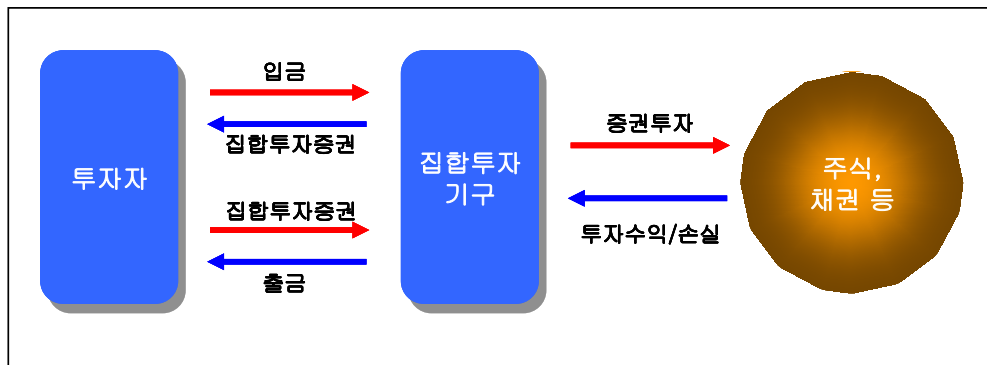 투자자
입금
집합투자증권
집합투자증권
출금
집합투자
기구
증권투자
투자수익/손실
주식,
채권 등